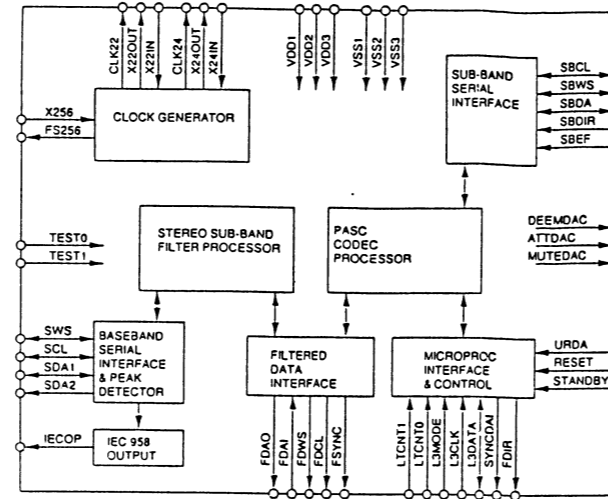 CLK22
X22OUT
X22IN
CLK24
X24OUT
X24IN
VDD1
VDD2
VDD3
VSS1
VSS2
VSS3
X256
FS256
CLOCK GENERATOR
SUB-BAND
SERIAL
INTERFACE
SBCL
SBWS
SBDA
SBDIR
SBEF
TEST0
TEST1
STEREO SUB-BAND
FILTER PROCESSOR
PASC
CODEC
PROCESSOR
DEEMDAC
ATTDAC
MUTEDAC
SWS
SCL
SDA1
SDA2
BASEBAND
SERIAL
INTERFACE
& PEAK
DETECTOR
FILTERED
DATA
INTERFACE
MICROPROC
INTERFACE
& CONTROL
URDA
RESET
STANDBY
IECOP
IEC 958
OUTPUT
FDAO
FDAI
FDWS
FDCL
FSYNC
LTCNT1
LTCNT0
L3MODE
L3CLK
L3DATA
SYNCDAI
FDIR